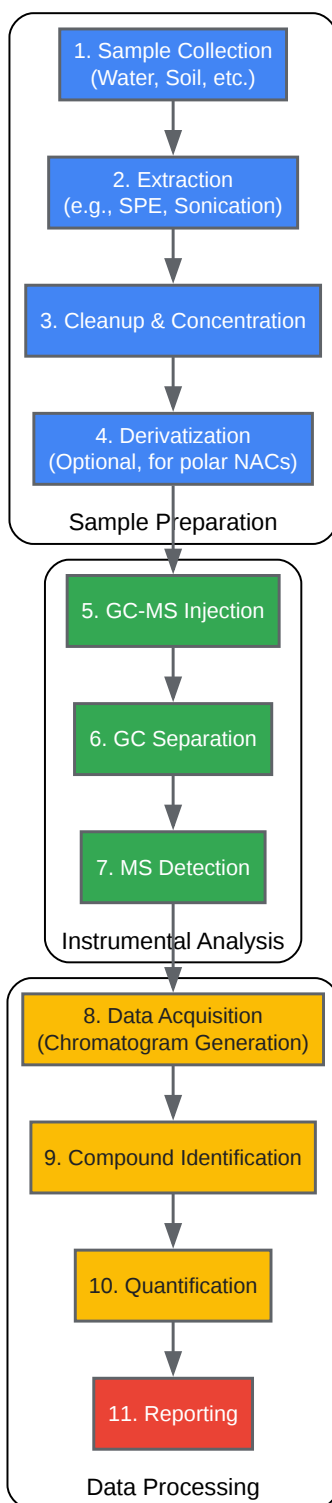 1. Sample Collection
(Water, Soil, etc.)
2. Extraction
(e.g., SPE, Sonication)
3. Cleanup & Concentration
4. Derivatization
(Optional, for polar NACs)
Sample Preparation
5. GC-MS Injection
6. GC Separation
7. MS Detection
Instrumental Analysis
8. Data Acquisition
(Chromatogram Generation)
9. Compound Identification
10. Quantification
11. Reporting
Data Processing